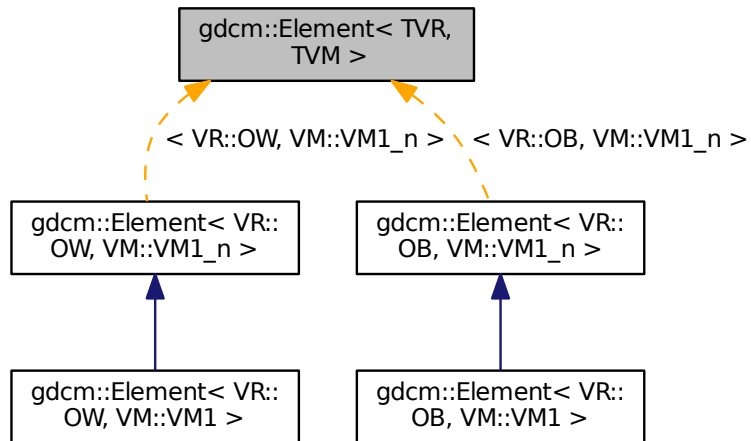 gdcm::Element< TVR,
TVM >
< VR::OW, VM::VM1_n >
< VR::OB, VM::VM1_n >
gdcm::Element< VR::
OW, VM::VM1_n >
gdcm::Element< VR::
OB, VM::VM1_n >
gdcm::Element< VR::
OW, VM::VM1 >
gdcm::Element< VR::
OB, VM::VM1 >